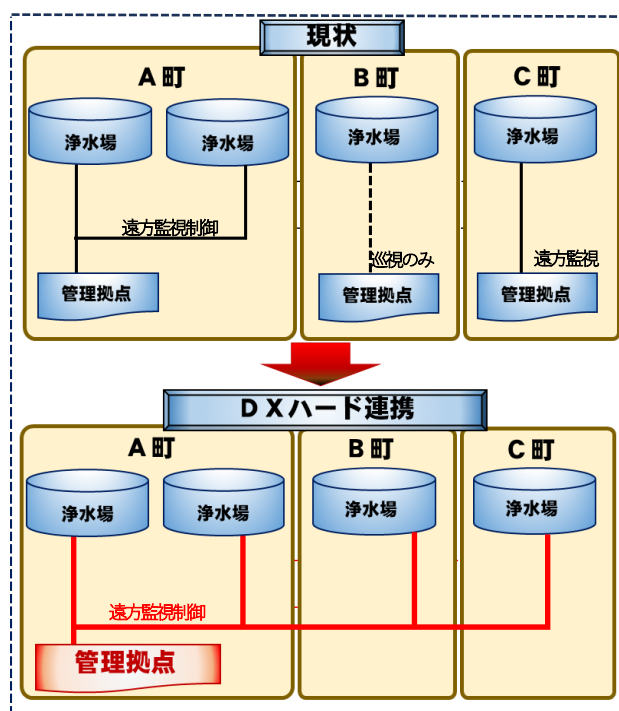 現状
A町
B町
C町
浄水場
浄水場
浄水場
浄水場
遠方監視制御
巡視のみ
遠方監視
管理拠点
管理拠点
管理拠点
DXハード連携
A町
B町
C町
浄水場
浄水場
浄水場
浄水場
遠方監視制御
管理拠点